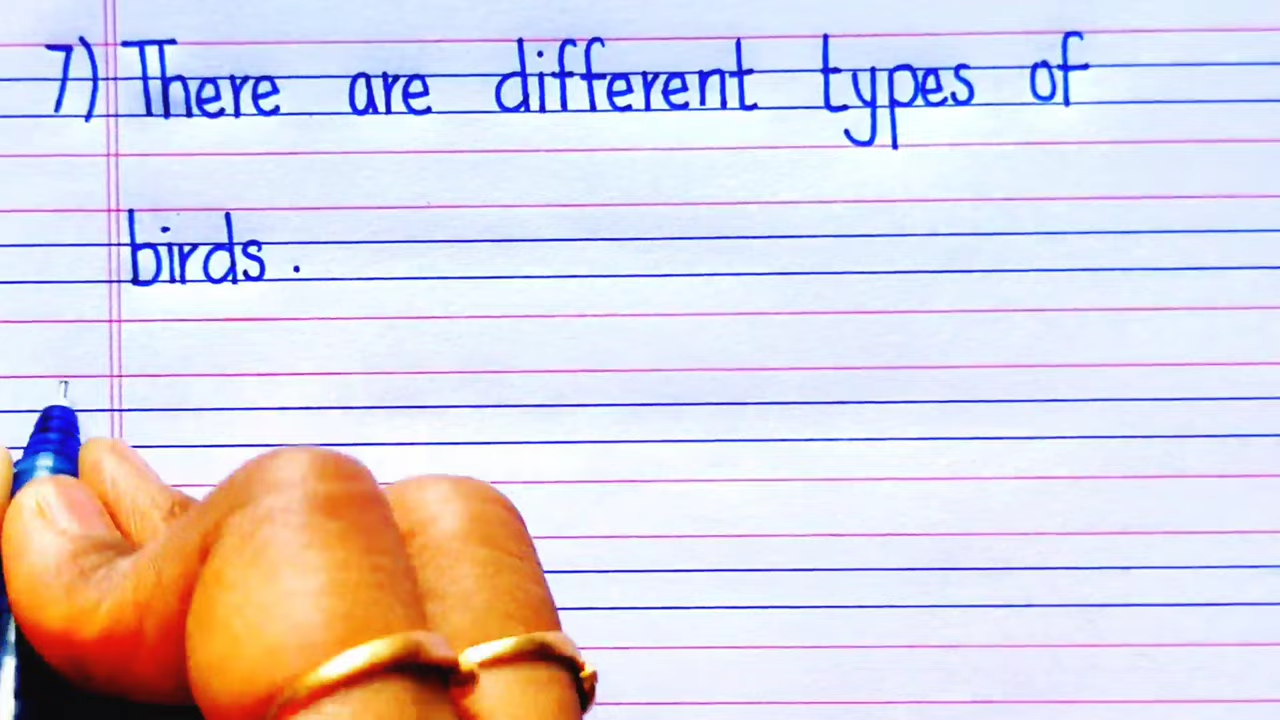 7) There are different types of
birds.